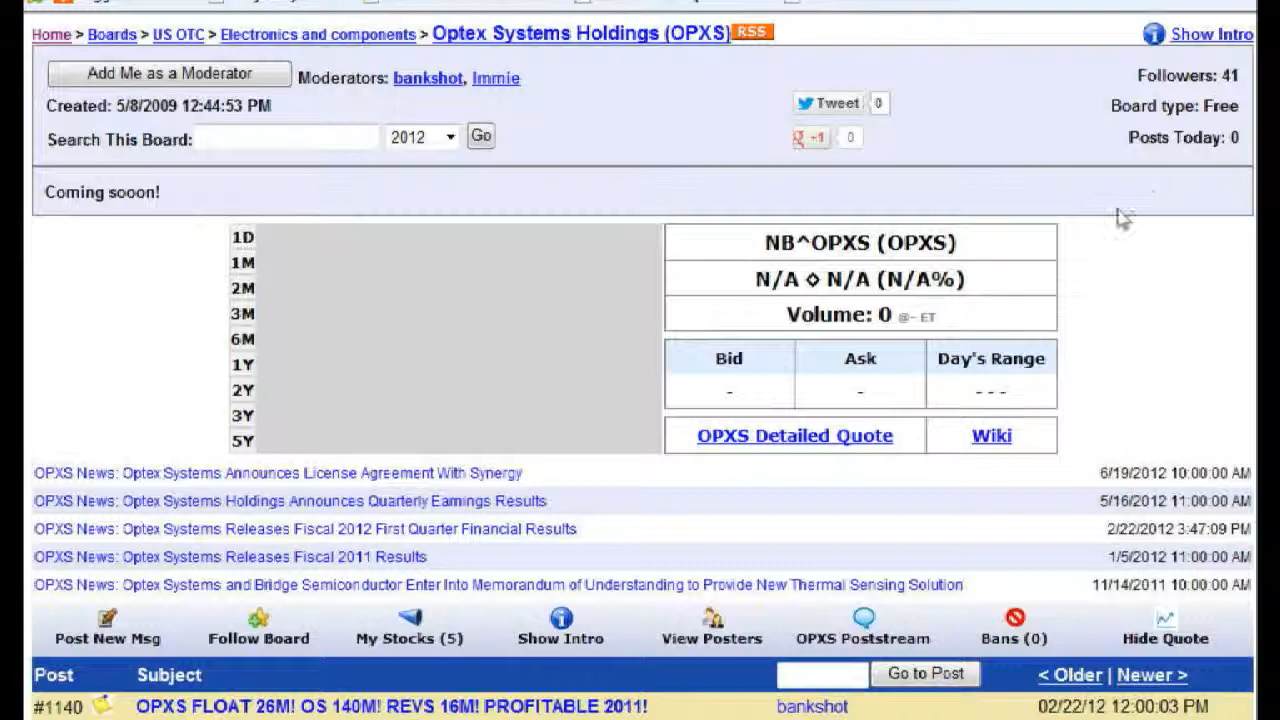 Home > Boards > US OTC > Electronics and components > Optex Systems Holdings (OPXS) RSS
Show Intro
Add Me as a Moderator
Moderators: bankshot, Immie
Followers: 41
Created: 5/8/2009 12:44:53 PM
Tweet 0
Board type: Free
Search This Board:
2012
Go
+1 0
Posts Today: 0
Coming sooon!
1D
1M
2M
3M
6M
1Y
2Y
3Y
5Y
NB^OPXS (OPXS)
N/A ◊ N/A (N/A%)
Volume: 0 @- ET
Bid Ask Day's Range
- - - - -
OPXS Detailed Quote Wiki
OPXS News: Optex Systems Announces License Agreement With Synergy 6/19/2012 10:00:00 AM
OPXS News: Optex Systems Holdings Announces Quarterly Earnings Results 5/16/2012 11:00:00 AM
OPXS News: Optex Systems Releases Fiscal 2012 First Quarter Financial Results 2/22/2012 3:47:09 PM
OPXS News: Optex Systems Releases Fiscal 2011 Results 1/5/2012 11:00:00 AM
OPXS News: Optex Systems and Bridge Semiconductor Enter Into Memorandum of Understanding to Provide New Thermal Sensing Solution 11/14/2011 10:00:00 AM
Post New Msg Follow Board My Stocks (5) Show Intro View Posters OPXS Poststream Bans (0) Hide Quote
Post Subject Go to Post < Older | Newer >
#1140 OPXS FLOAT 26M! OS 140M! REVS 16M! PROFITABLE 2011! bankshot 02/22/12 12:00:03 PM